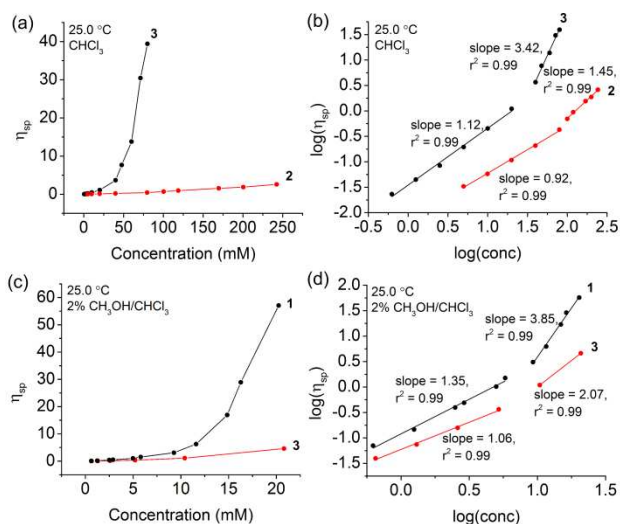 (a)
25.0 °C
CHCl₃
3
2
40
30
20
10
0
ηsp
0 50 100 150 200 250
Concentration (mM)
(b)
25.0 °C
CHCl₃
3
slope = 3.42,
r² = 0.99
slope = 1.45,
r² = 0.99
2
slope = 1.12,
r² = 0.99
slope = 0.92,
r² = 0.99
1.5
1.0
0.5
0.0
-0.5
-1.0
-1.5
-2.0
log(ηsp)
-0.5 0.0 0.5 1.0 1.5 2.0 2.5
log(conc)
(c)
25.0 °C
2% CH₃OH/CHCl₃
1
3
60
50
40
30
20
10
0
ηsp
0 5 10 15 20
Concentration (mM)
(d)
25.0 °C
2% CH₃OH/CHCl₃
1
slope = 3.85,
r² = 0.99
3
slope = 1.35,
r² = 0.99
slope = 2.07,
r² = 0.99
slope = 1.06,
r² = 0.99
2.0
1.5
1.0
0.5
0.0
-0.5
-1.0
-1.5
log(ηsp)
0.0 0.5 1.0 1.5
log(conc)